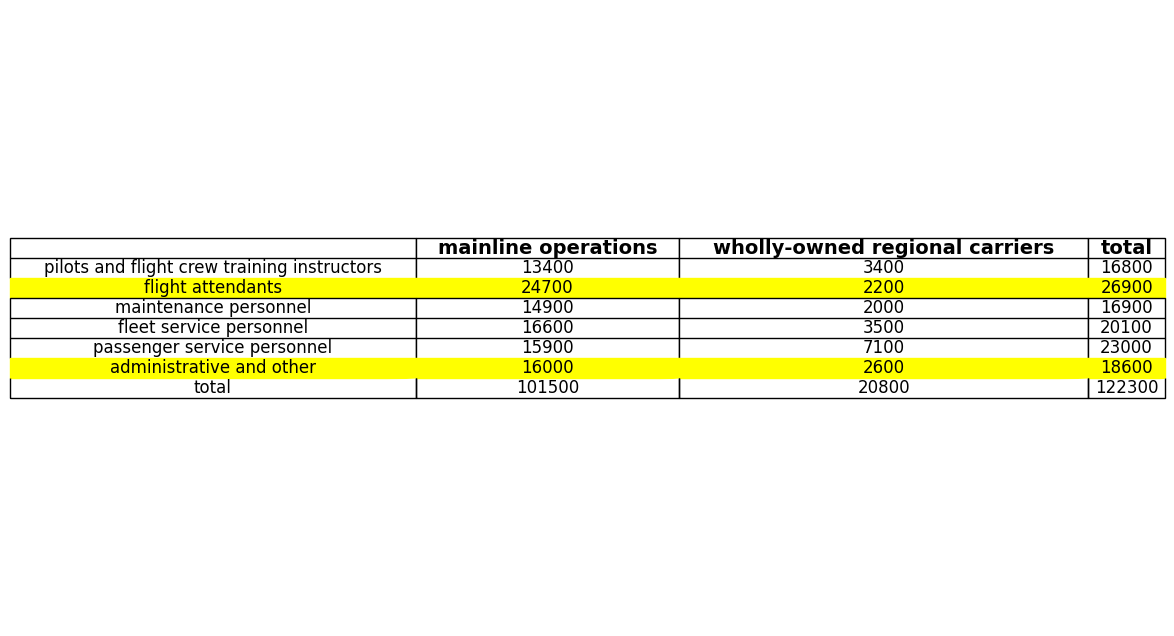 mainline operations wholly-owned regional carriers total
pilots and flight crew training instructors 13400 3400 16800
flight attendants 24700 2200 26900
maintenance personnel 14900 2000 16900
fleet service personnel 16600 3500 20100
passenger service personnel 15900 7100 23000
administrative and other 16000 2600 18600
total 101500 20800 122300